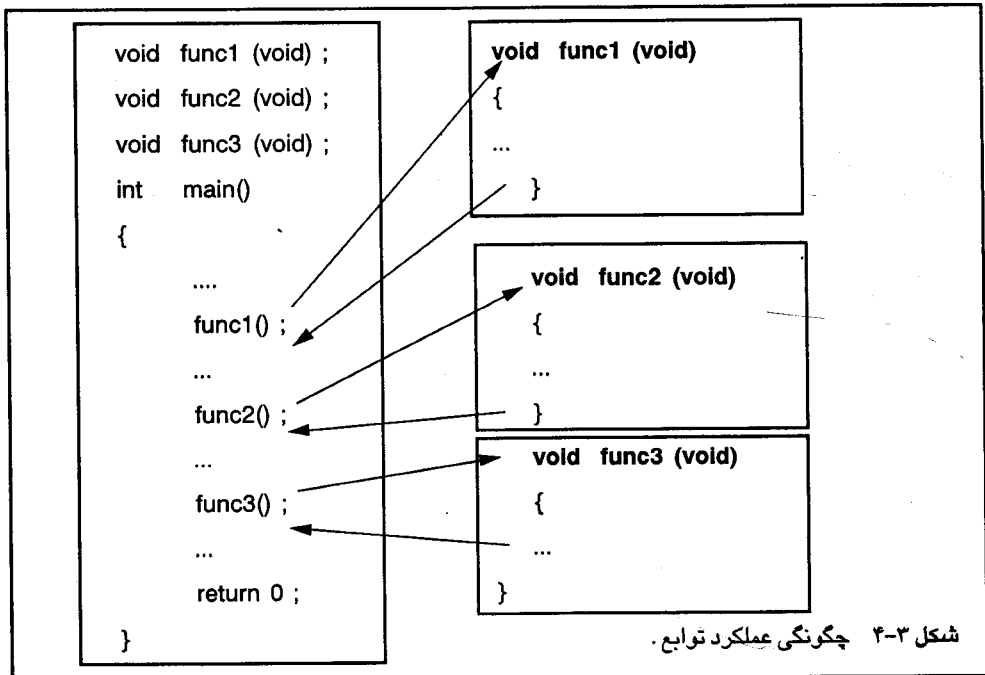 void func1 (void) ;
void func2 (void) ;
void func3 (void) ;
int main()
{
....
func1() ;
...
func2() ;
...
func3() ;
...
return 0 ;
}
void func1 (void)
{
...
}
void func2 (void)
{
...
}
void func3 (void)
{
...
}
شکل ۳-۴ چگونگی عملکرد توابع.